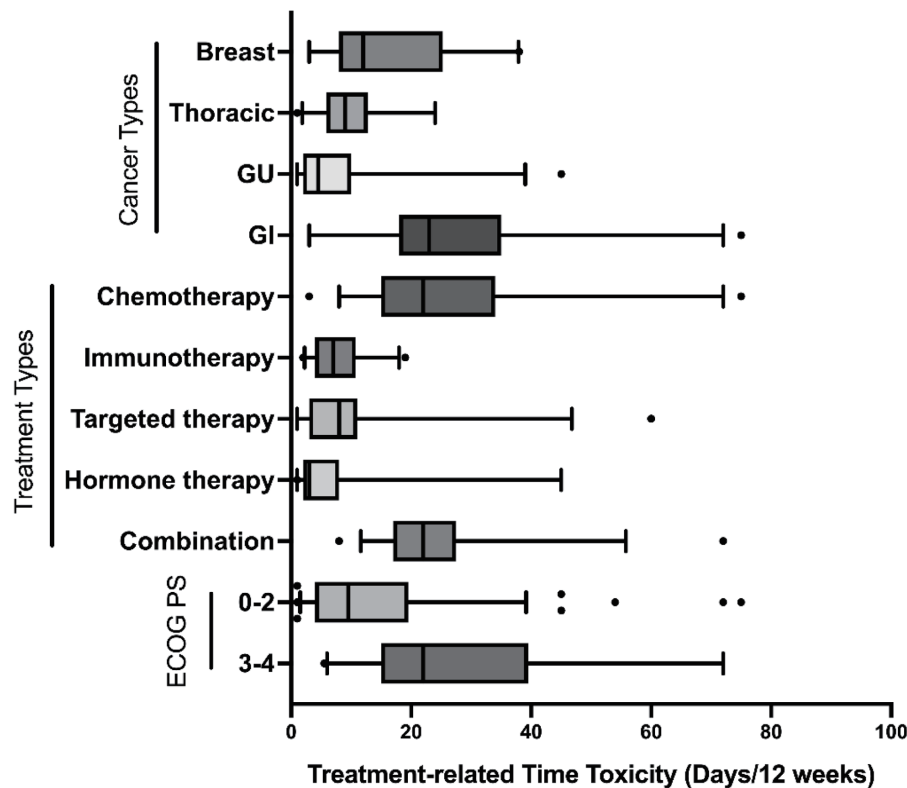 Cancer Types
Breast
Thoracic
GU
GI
Treatment Types
Chemotherapy
Immunotherapy
Targeted therapy
Hormone therapy
Combination
ECOG PS
0-2
3-4
0 20 40 60 80 100
Treatment-related Time Toxicity (Days/12 weeks)